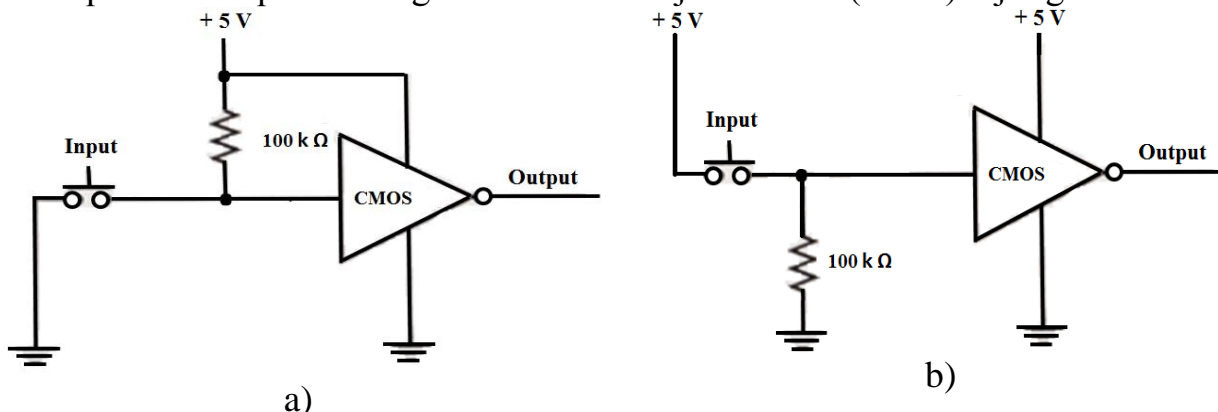 + 5 V
100 k Ω
Input
CMOS
Output
a)
+ 5 V
+ 5 V
Input
CMOS
Output
100 k Ω
b)